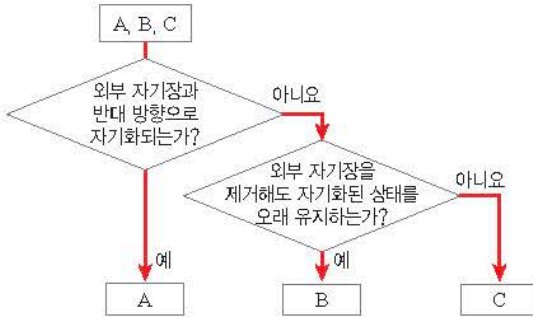 A, B, C
외부 자기장과
반대 방향으로
자기화되는가?
아니요
외부 자기장을
제거해도 자기화된 상태를
오래 유지하는가?
아니요
예
예
A
B
C